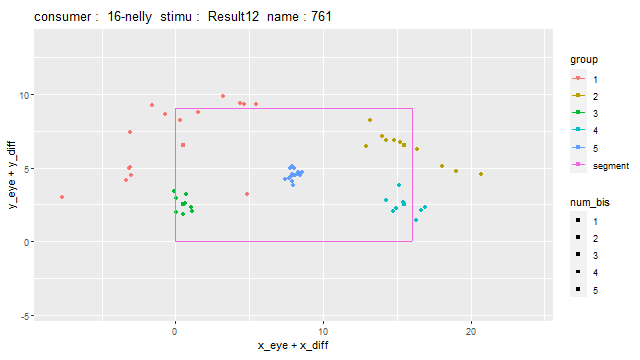 consumer : 16-nelly stimu : Result12 name : 761
y_eye + y_diff
10
5
0
-5
0
10
20
x_eye + x_diff
group
1
2
3
4
5
segment
num_bis
1
2
3
4
5